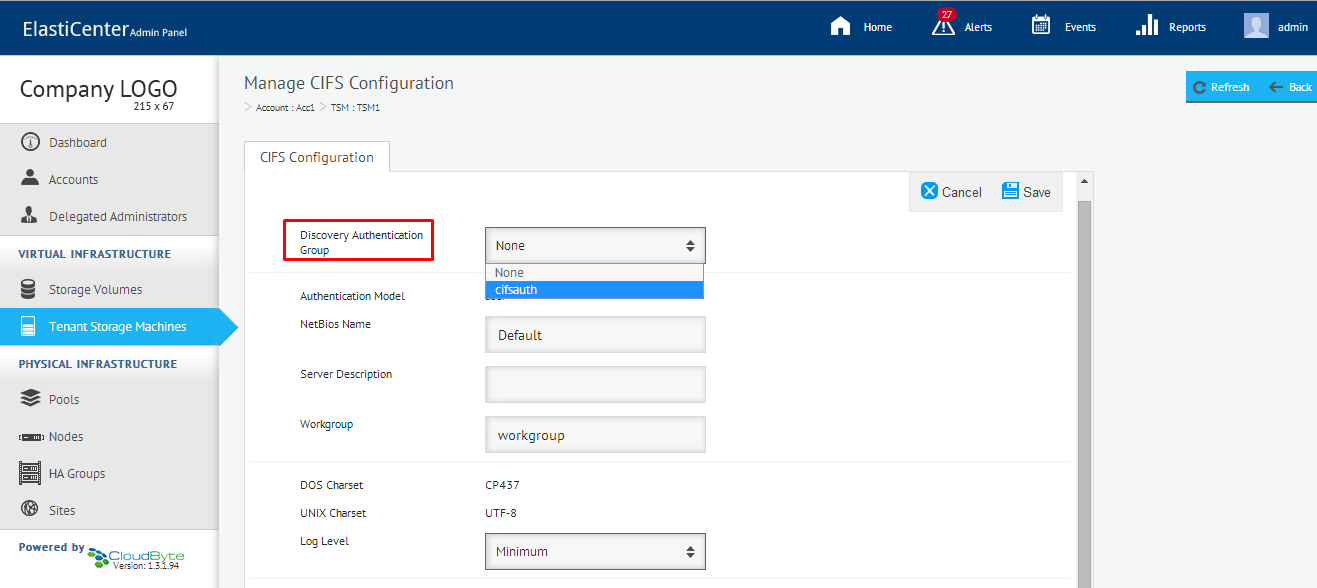 ElastiCenter Admin Panel
Home
27
Alerts
Events
Reports
admin
Company LOGO
215 x 67
Dashboard
Accounts
Delegated Administrators
VIRTUAL INFRASTRUCTURE
Storage Volumes
Tenant Storage Machines
PHYSICAL INFRASTRUCTURE
Pools
Nodes
HA Groups
Sites
Powered by CloudByte
Version: 1.3.1.94
Manage CIFS Configuration
> Account : Acc1 > TSM : TSM1
Refresh
Back
CIFS Configuration
Cancel
Save
Discovery Authentication
Group
None
None
cifsauth
Authentication Model
NetBios Name
Default
Server Description
Workgroup
workgroup
DOS Charset
CP437
UNIX Charset
UTF-8
Log Level
Minimum